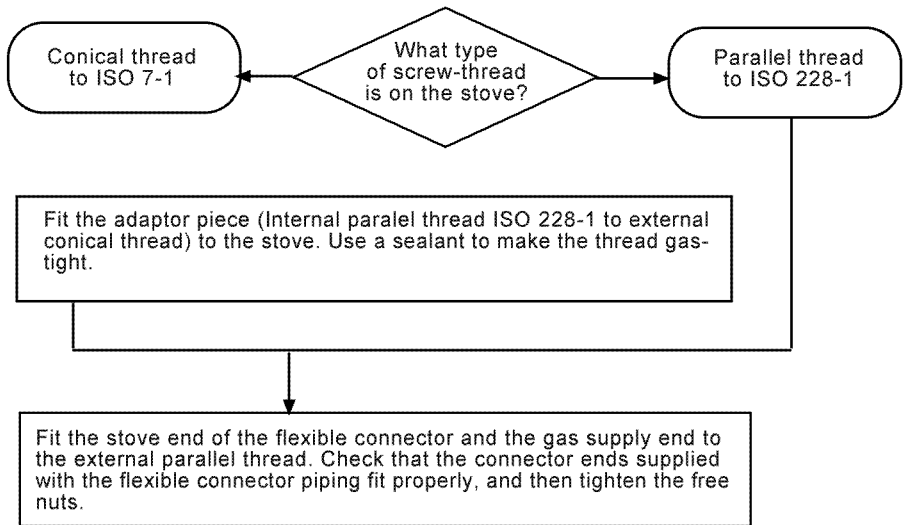 What type
of screw-thread
is on the stove?
Conical thread
to ISO 7-1
Parallel thread
to ISO 228-1
Fit the adaptor piece (Internal paralel thread ISO 228-1 to external
conical thread) to the stove. Use a sealant to make the thread gas-
tight.
Fit the stove end of the flexible connector and the gas supply end to
the external parallel thread. Check that the connector ends supplied
with the flexible connector piping fit properly, and then tighten the free
nuts.